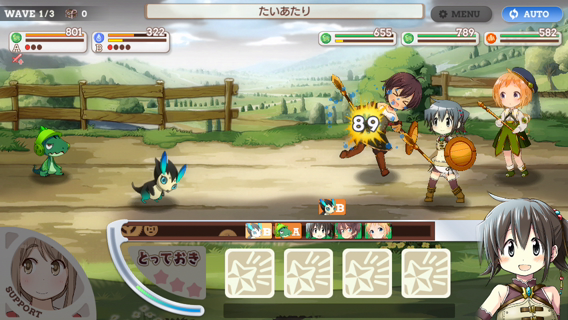 WAVE 1/3 0
たいあたり
MENU
AUTO
801
322
655
789
582
A
B
89
B
B A
とっておき
SUPPORT